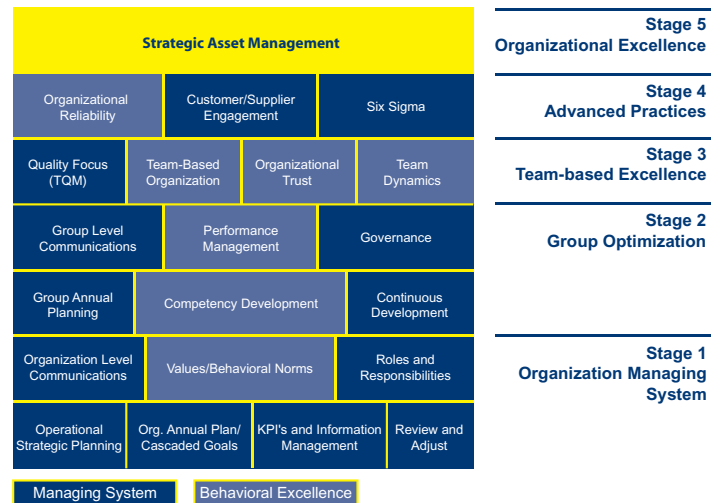 Strategic Asset Management
Stage 5
Organizational Excellence
Organizational
Reliability
Customer/Supplier
Engagement
Six Sigma
Stage 4
Advanced Practices
Quality Focus
(TQM)
Team-Based
Organization
Organizational
Trust
Team
Dynamics
Stage 3
Team-based Excellence
Group Level
Communications
Performance
Management
Governance
Stage 2
Group Optimization
Group Annual
Planning
Competency Development
Continuous
Development
Organization Level
Communications
Values/Behavioral Norms
Roles and
Responsibilities
Stage 1
Organization Managing
System
Operational
Strategic Planning
Org. Annual Plan/
Cascaded Goals
KPI's and Information
Management
Review and
Adjust
Managing System
Behavioral Excellence